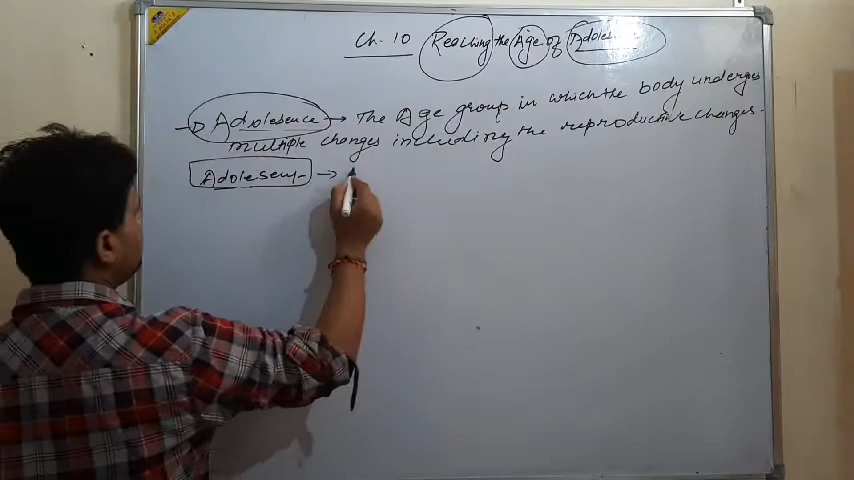 Ch. 10 Reaching the Age of Adolesence
Adolesence → The Age group in which the body undergoes
multiple changes including the reproductive changes.
Adolesent →